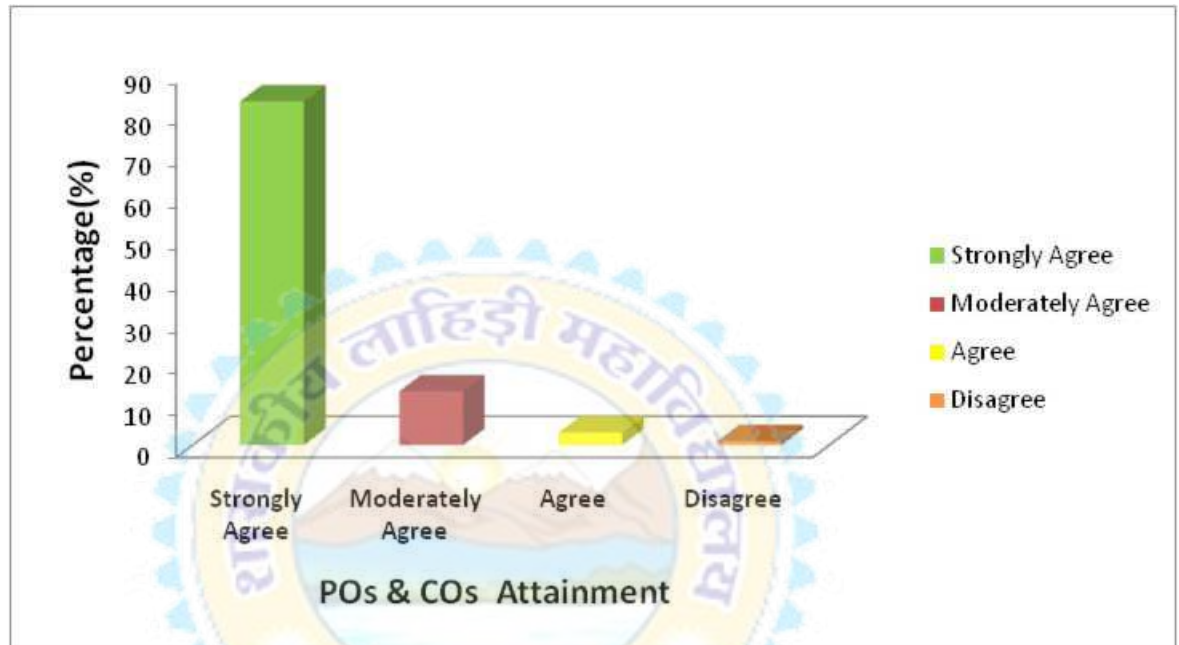 90
80
70
60
50
40
30
20
10
0
Percentage(%)
Strongly Agree
Moderately Agree
Agree
Disagree
Strongly
Agree
Moderately
Agree
Agree
Disagree
POs & COs Attainment
शासकीय लाहिड़ी महाविद्यालय